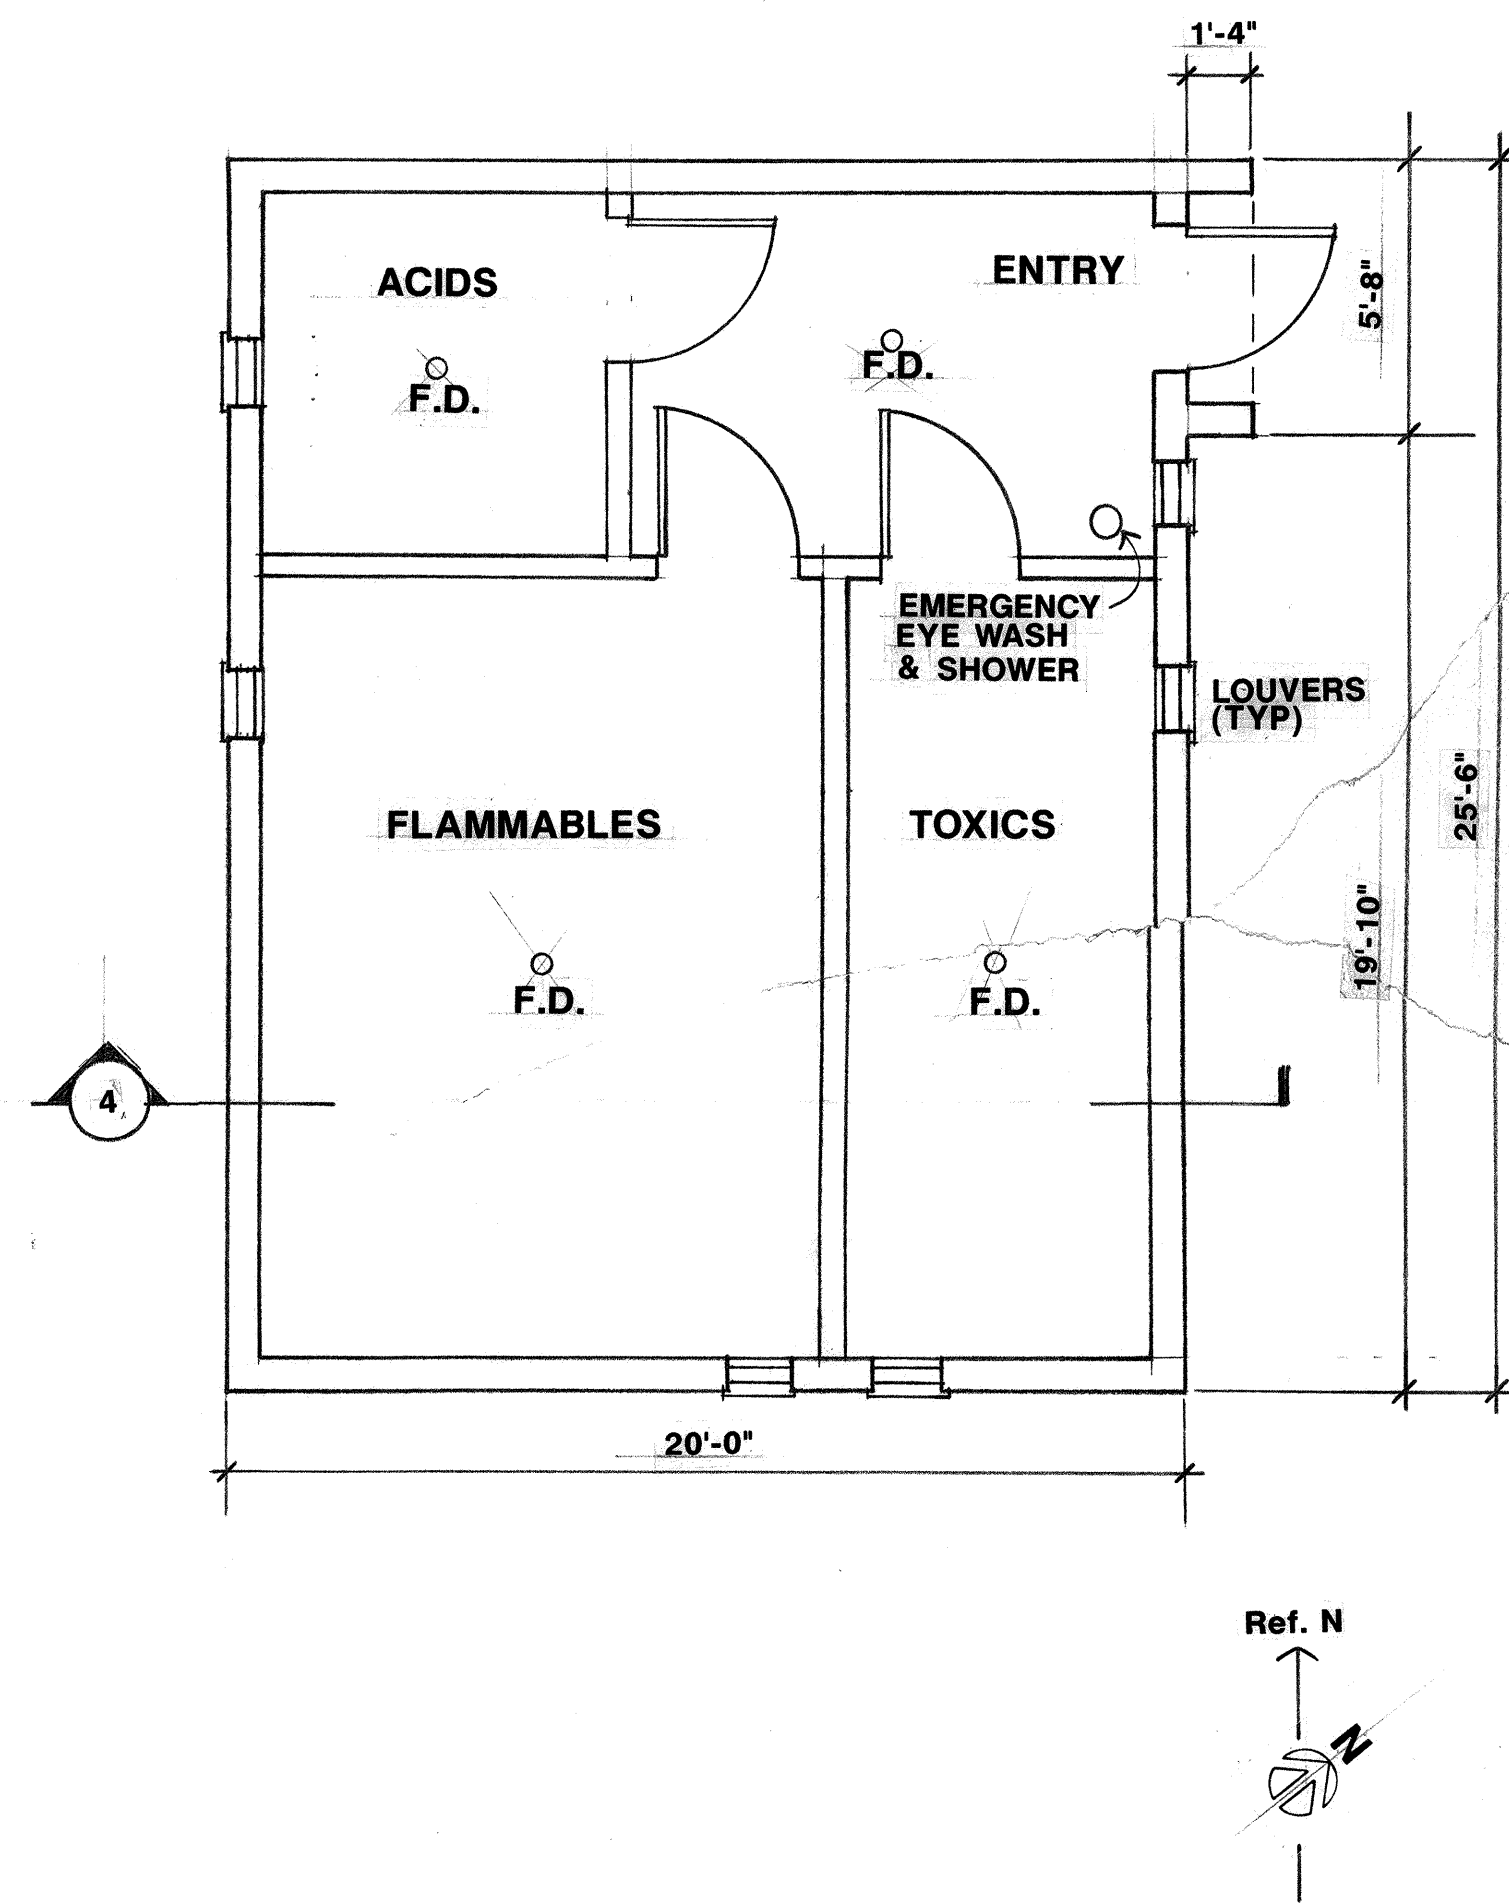 1'-4"
ACIDS
ENTRY
5'-8"
F.D.
F.D.
EMERGENCY
EYE WASH
& SHOWER
LOUVERS
(TYP)
25'-6"
FLAMMABLES
TOXICS
19'-10"
F.D.
F.D.
4
20'-0"
Ref. N
N